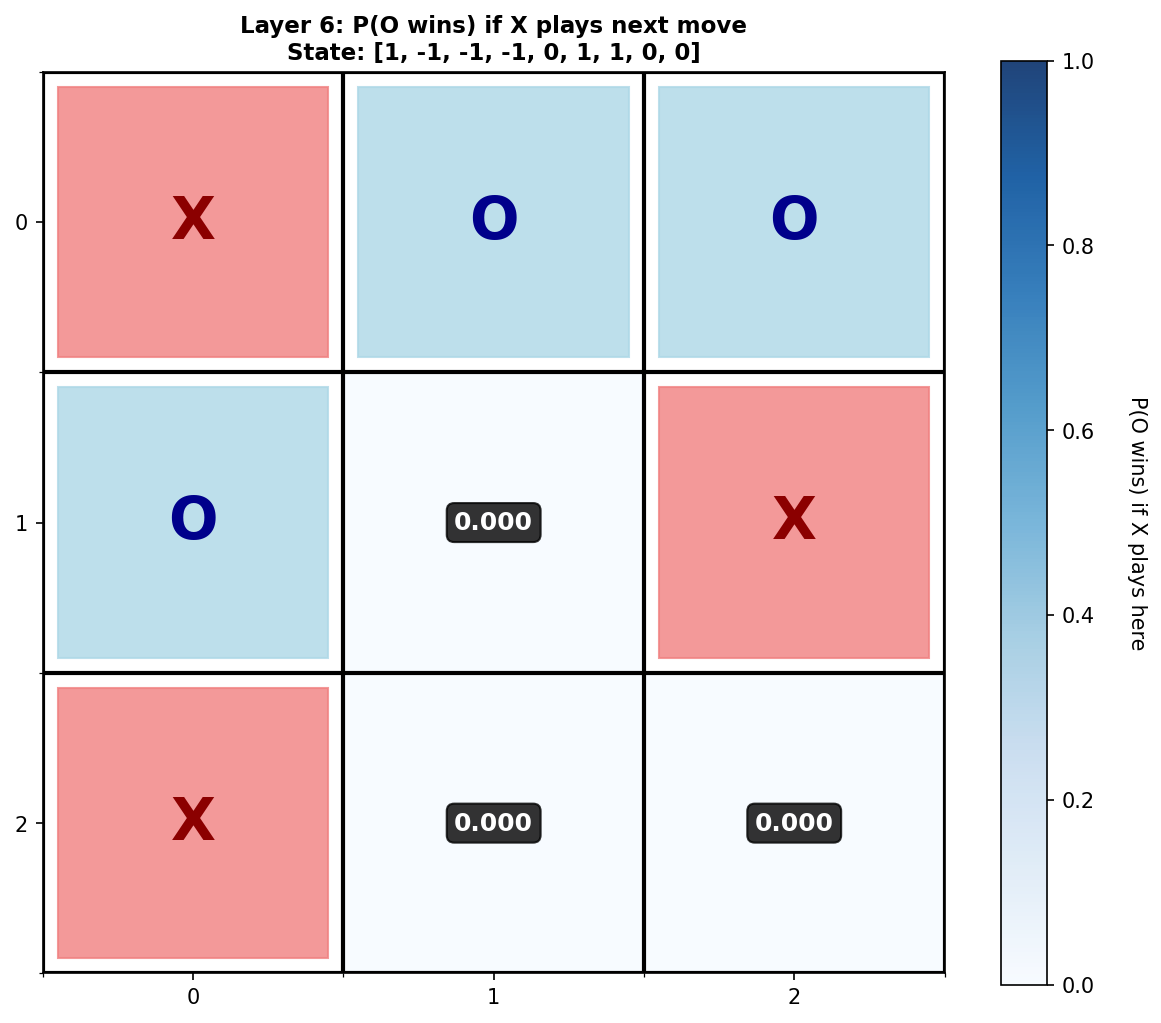 Layer 6: P(O wins) if X plays next move
State: [1, -1, -1, -1, 0, 1, 1, 0, 0]
0
X
O
O
1
O
0.000
X
2
X
0.000
0.000
0
1
2
1.0
0.8
0.6
0.4
0.2
0.0
P(O wins) if X plays here